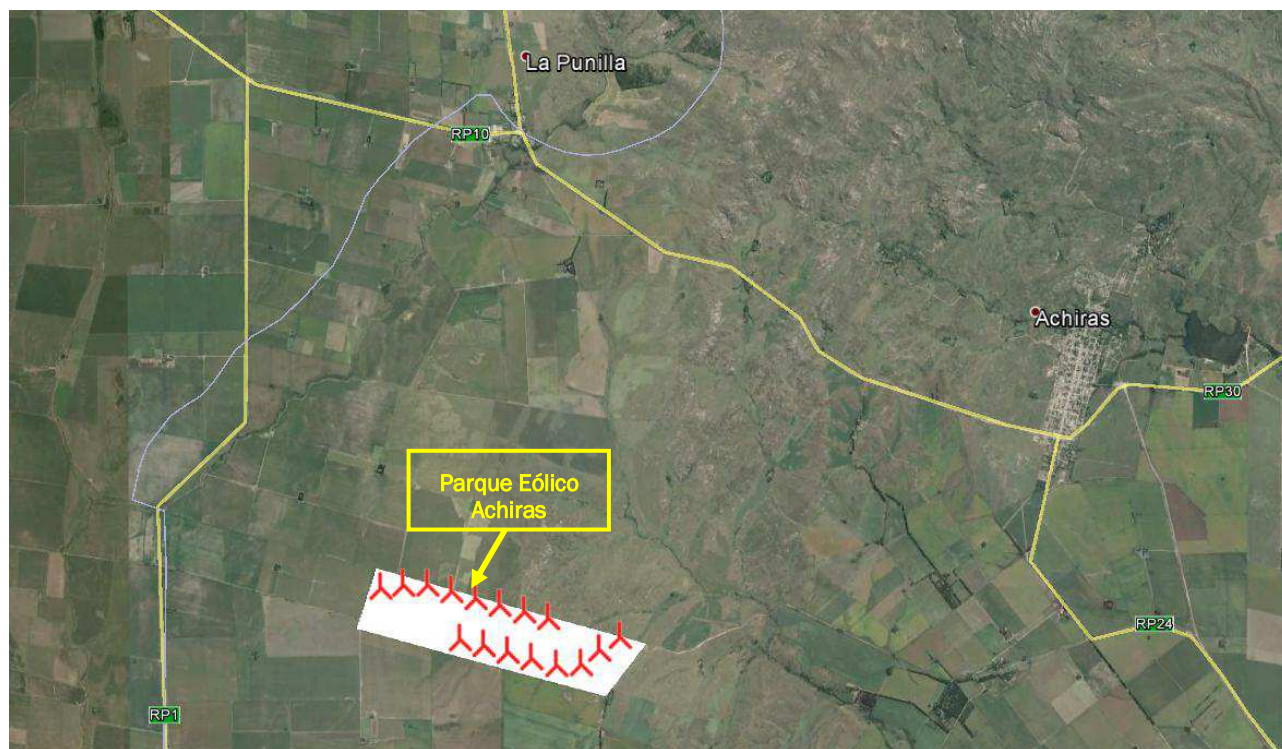 La Punilla
RP10
Achiras
RP30
Parque Eólico
Achiras
RP24
RP1